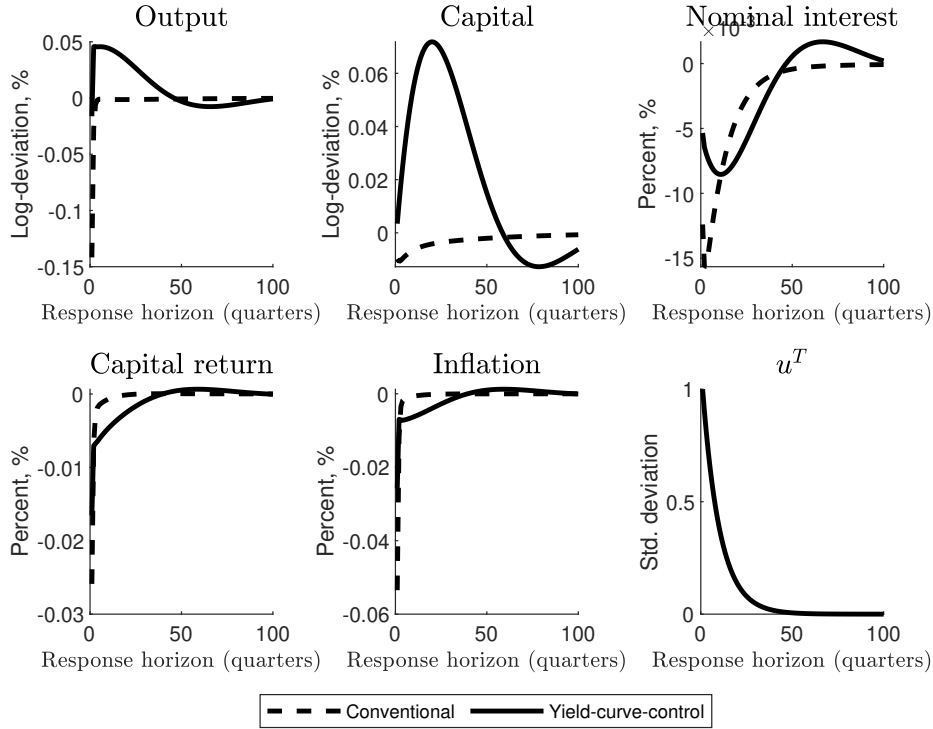 Output
Log-deviation, %
0.05
0
-0.05
-0.1
-0.15
0 50 100
Response horizon (quarters)
Capital
Log-deviation, %
0.06
0.04
0.02
0
0 50 100
Response horizon (quarters)
Nominal interest
×10⁻³
Percent, %
0
-5
-10
-15
0 50 100
Response horizon (quarters)
Capital return
Percent, %
0
-0.01
-0.02
-0.03
0 50 100
Response horizon (quarters)
Inflation
Percent, %
0
-0.02
-0.04
-0.06
0 50 100
Response horizon (quarters)
u^T
Std. deviation
1
0.5
0
0 50 100
Response horizon (quarters)
Conventional Yield-curve-control